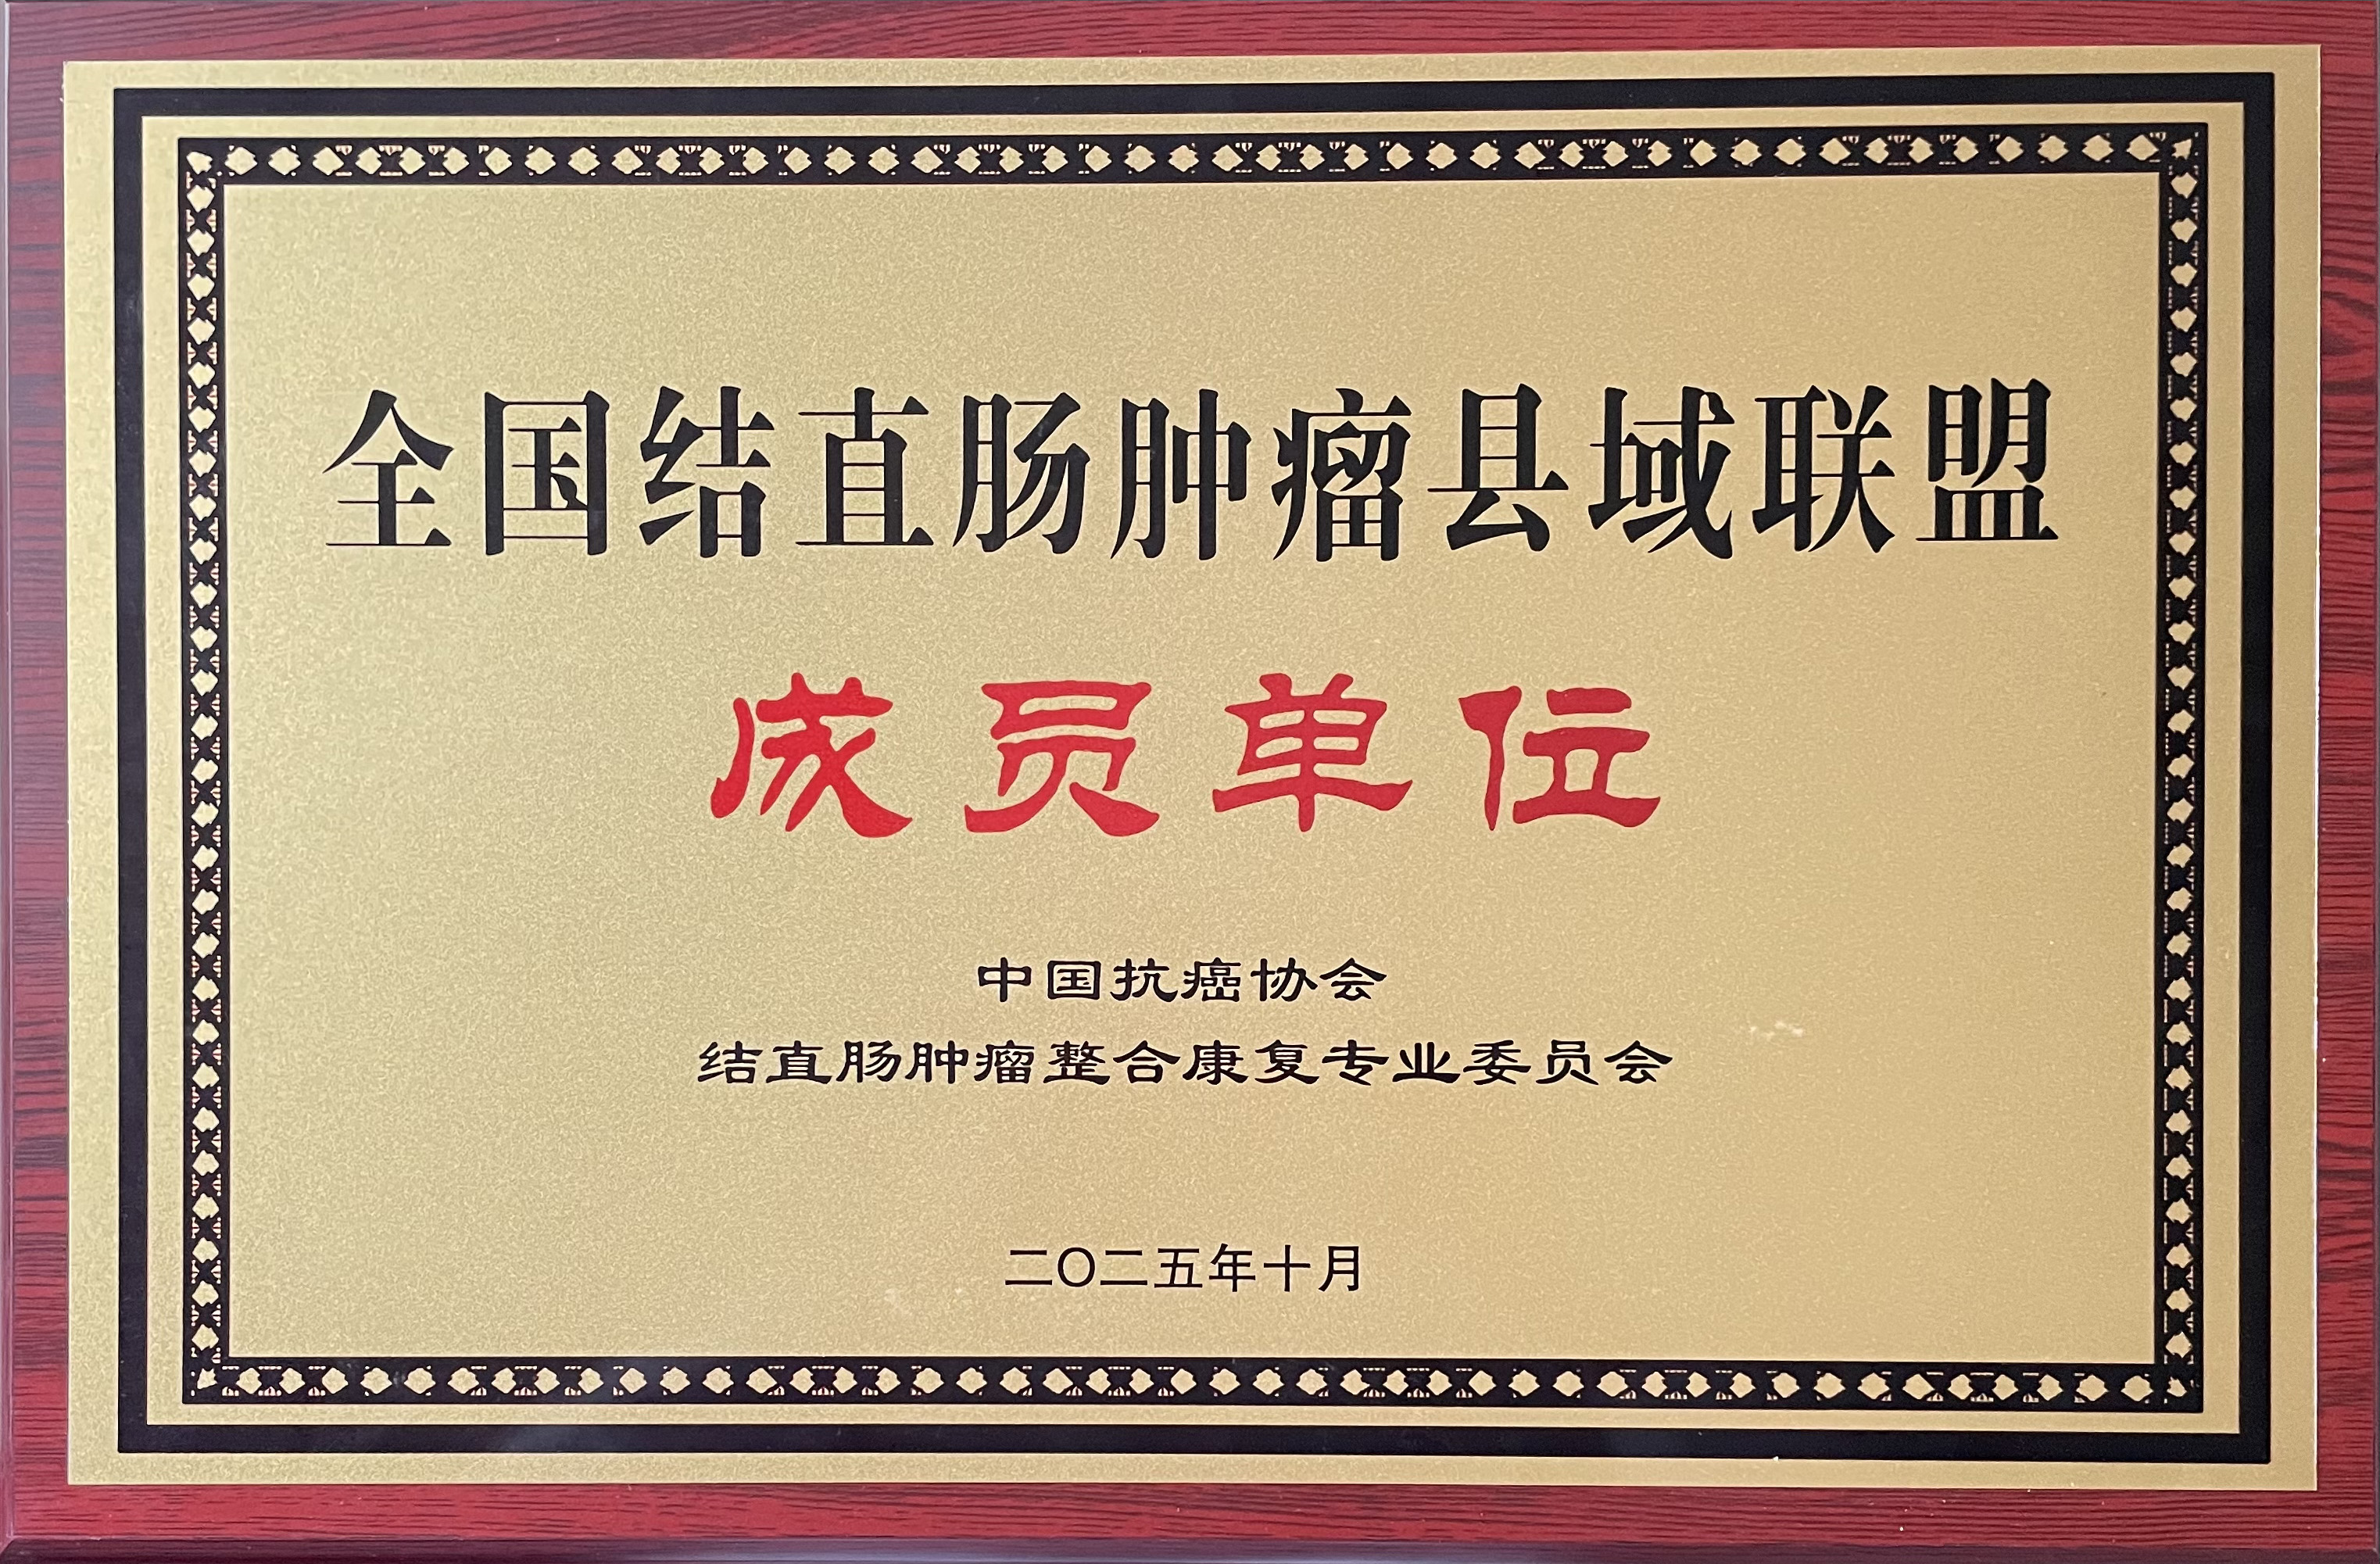 全国结直肠肿瘤县域联盟
成员单位
中国抗癌协会
结直肠肿瘤整合康复专业委员会
二〇二五年十月